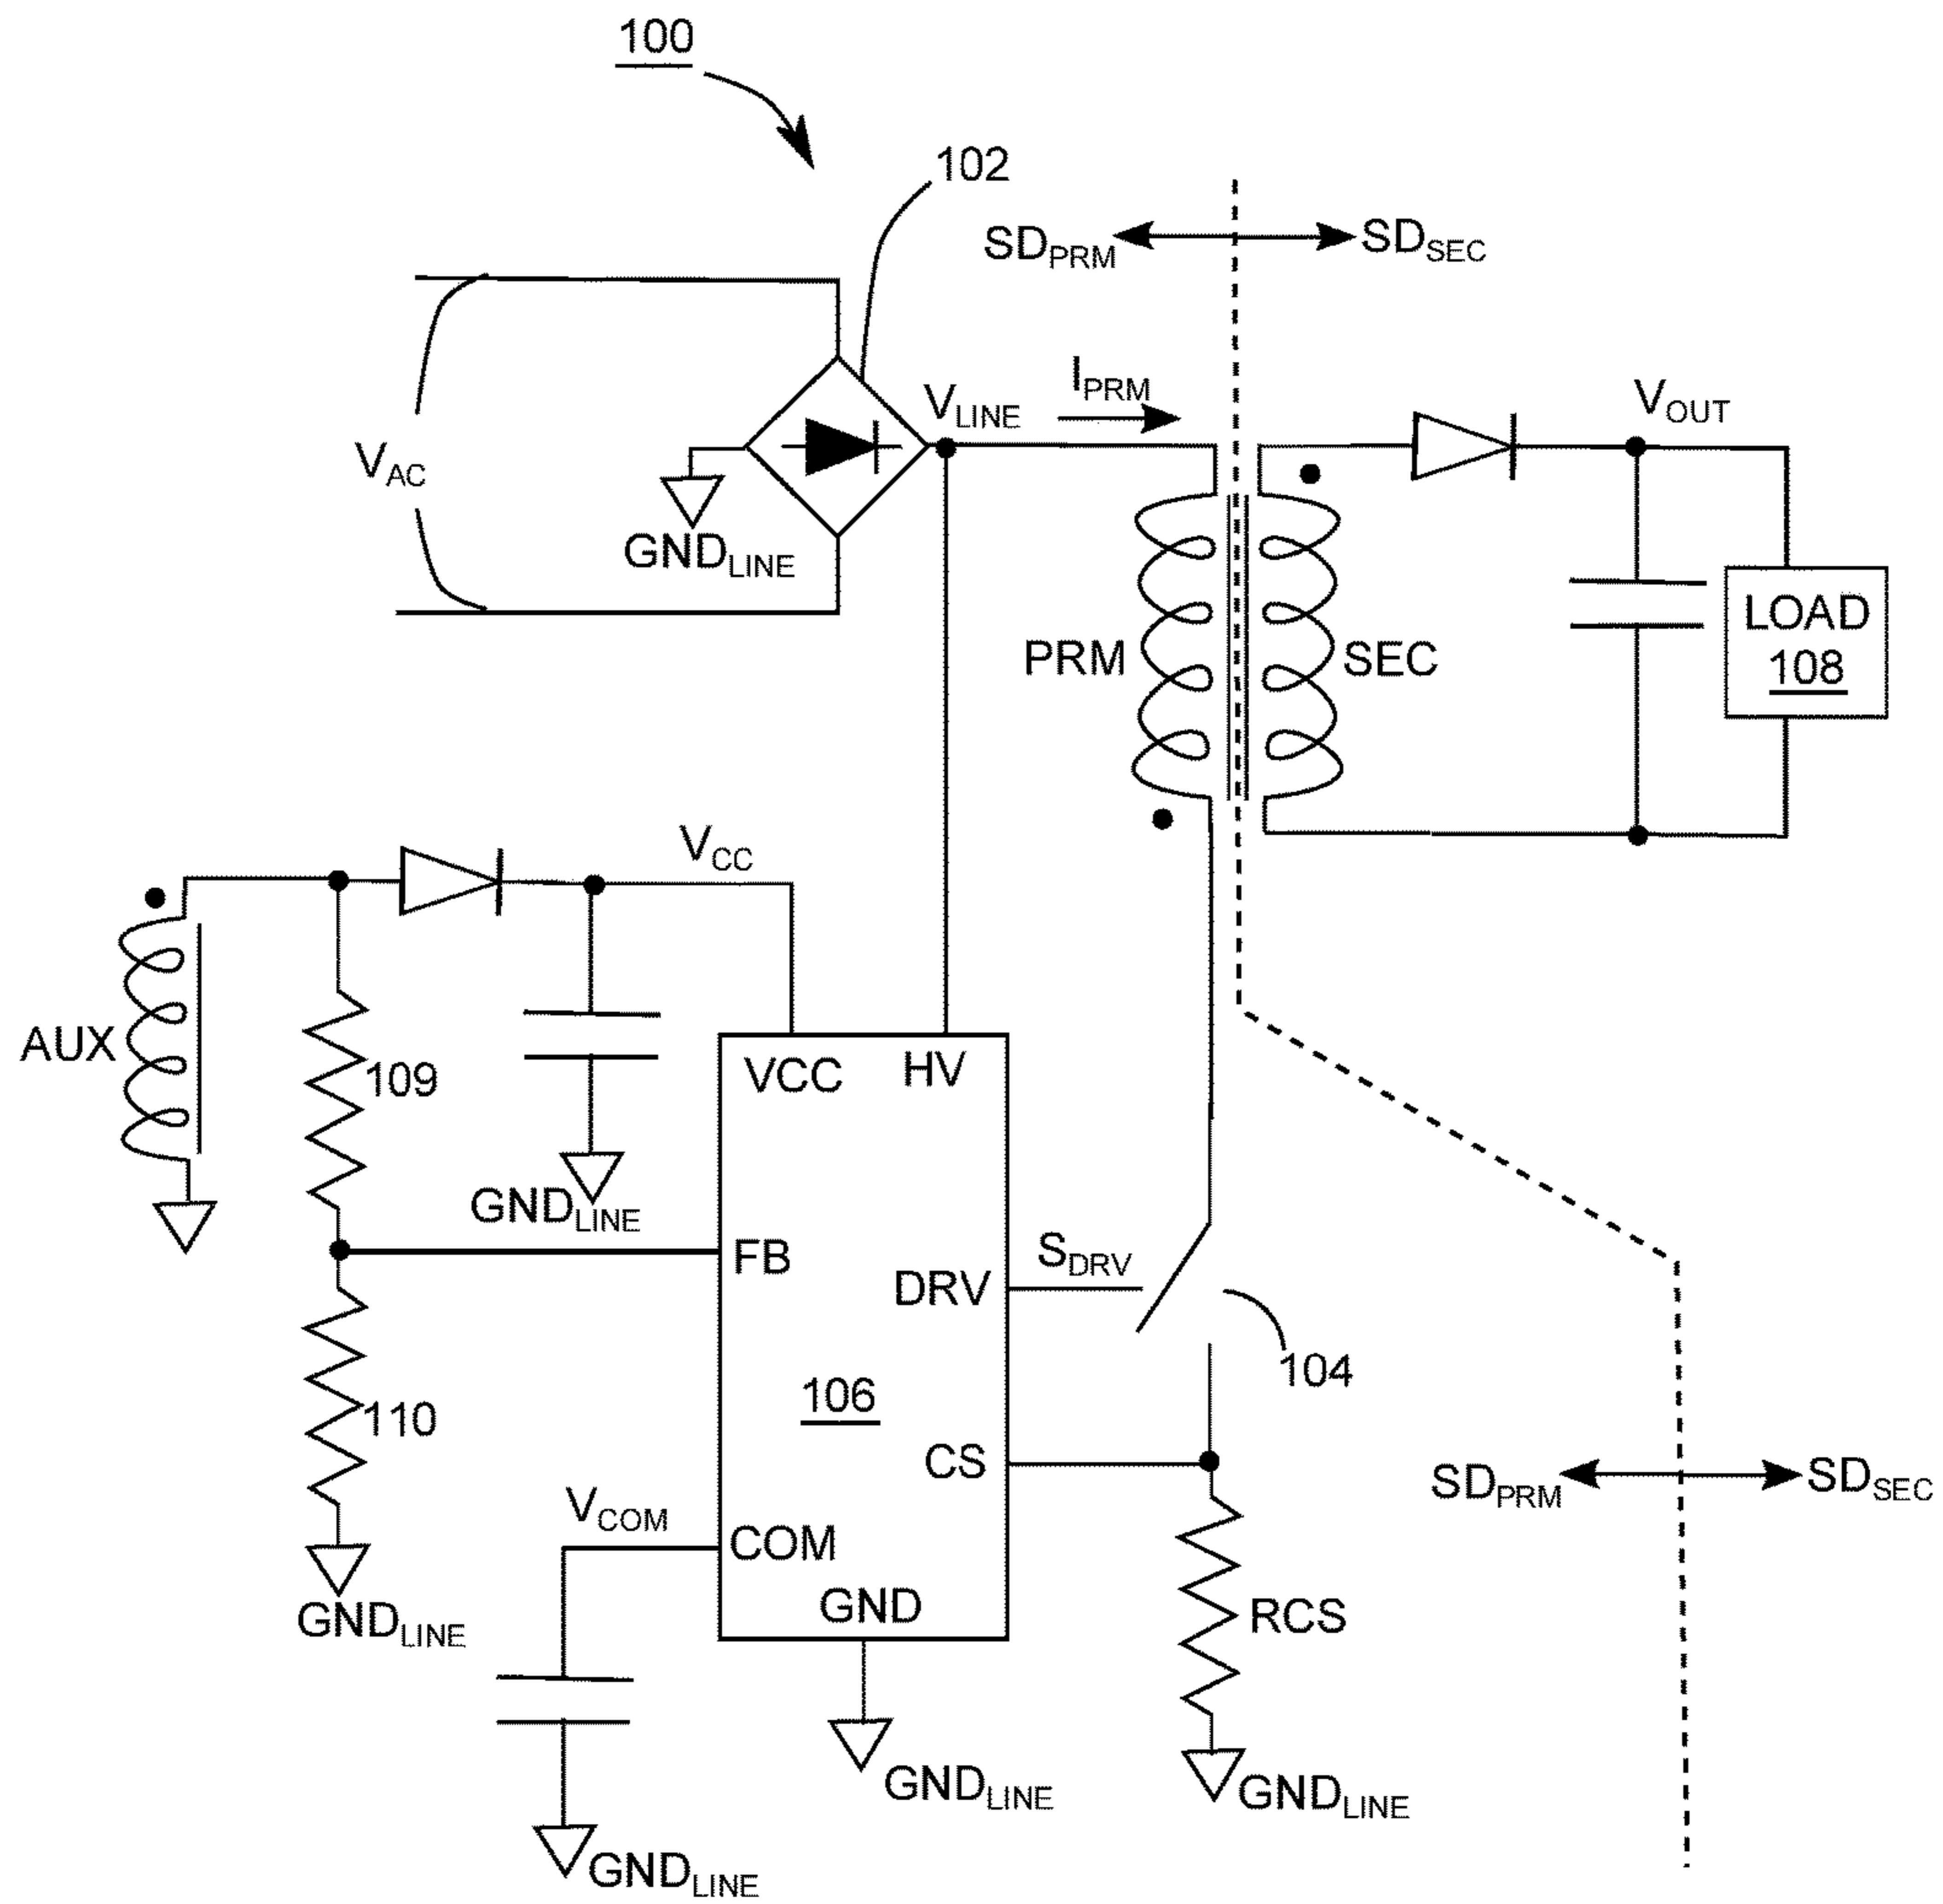 100
102
SD_PRM
SD_SEC
V_LINE
I_PRM
V_OUT
V_AC
GND_LINE
LOAD
108
PRM
SEC
V_CC
AUX
109
VCC
HV
GND_LINE
FB
S_DRV
DRV
104
106
110
CS
SD_PRM
SD_SEC
V_COM
COM
GND
RCS
GND_LINE
GND_LINE
GND_LINE
GND_LINE